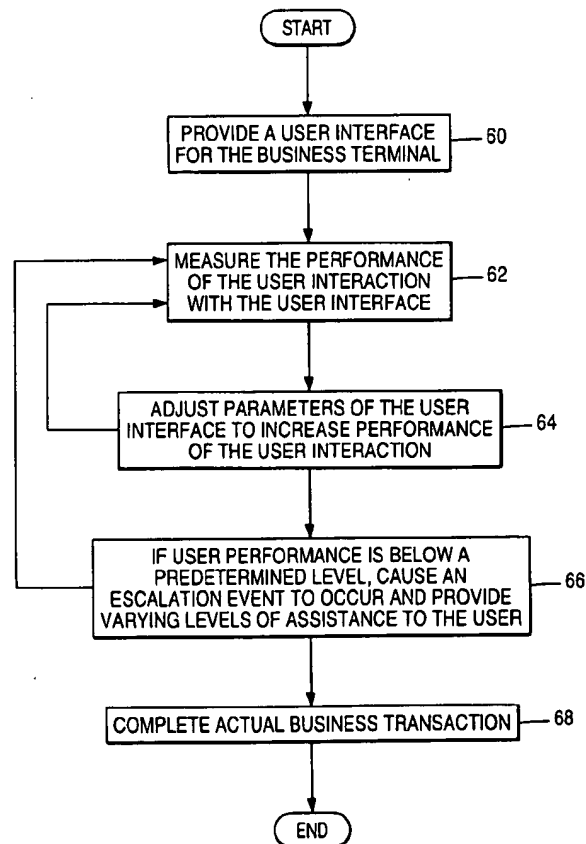 START
PROVIDE A USER INTERFACE
FOR THE BUSINESS TERMINAL
60
MEASURE THE PERFORMANCE
OF THE USER INTERACTION
WITH THE USER INTERFACE
62
ADJUST PARAMETERS OF THE USER
INTERFACE TO INCREASE PERFORMANCE
OF THE USER INTERACTION
64
IF USER PERFORMANCE IS BELOW A
PREDETERMINED LEVEL, CAUSE AN
ESCALATION EVENT TO OCCUR AND PROVIDE
VARYING LEVELS OF ASSISTANCE TO THE USER
66
COMPLETE ACTUAL BUSINESS TRANSACTION
68
END